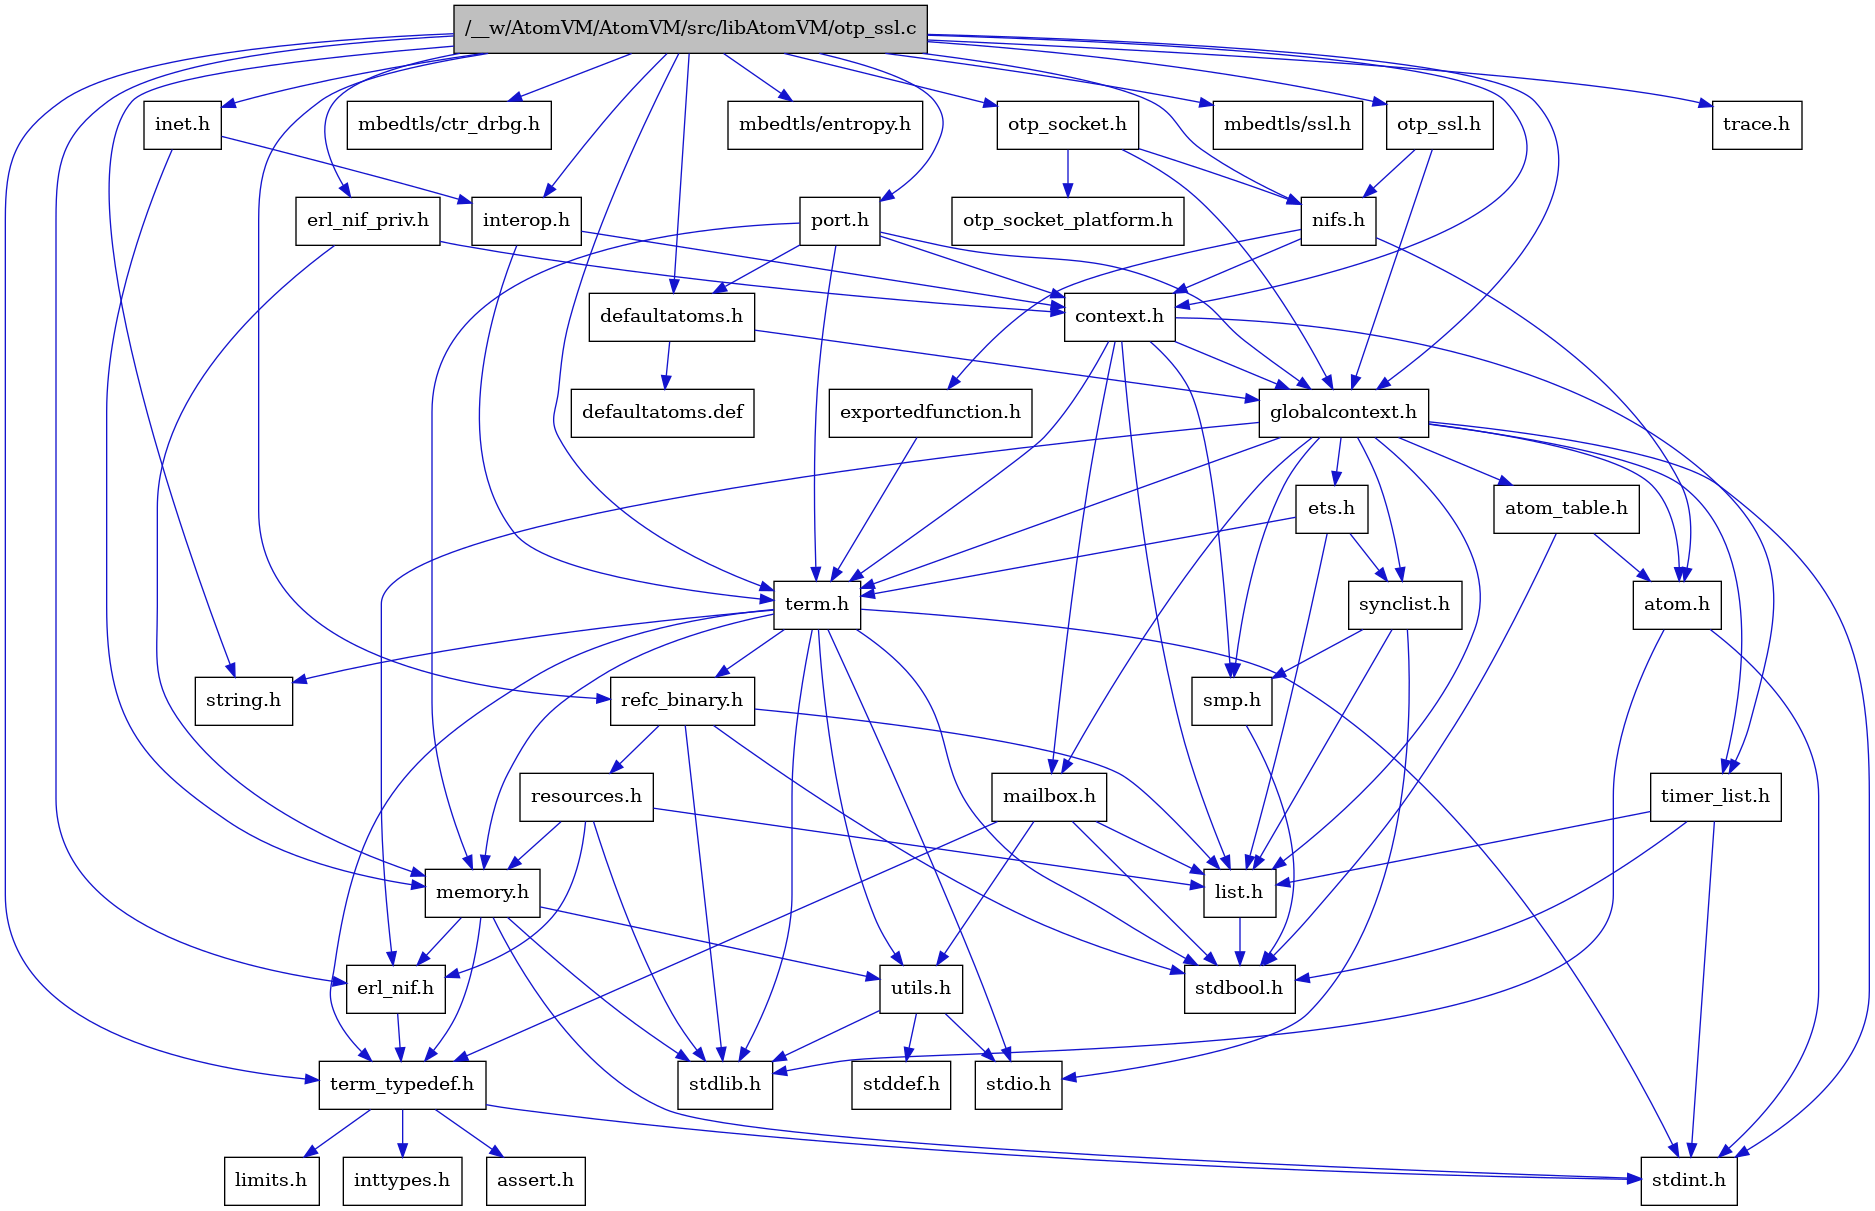 /__w/AtomVM/AtomVM/src/libAtomVM/otp_ssl.c
inet.h
mbedtls/ctr_drbg.h
mbedtls/entropy.h
otp_socket.h
mbedtls/ssl.h
otp_ssl.h
trace.h
erl_nif_priv.h
interop.h
port.h
otp_socket_platform.h
nifs.h
defaultatoms.h
context.h
defaultatoms.def
exportedfunction.h
globalcontext.h
ets.h
atom_table.h
term.h
synclist.h
atom.h
string.h
refc_binary.h
smp.h
resources.h
mailbox.h
timer_list.h
memory.h
list.h
erl_nif.h
utils.h
stdbool.h
term_typedef.h
stdlib.h
stddef.h
stdio.h
limits.h
inttypes.h
assert.h
stdint.h